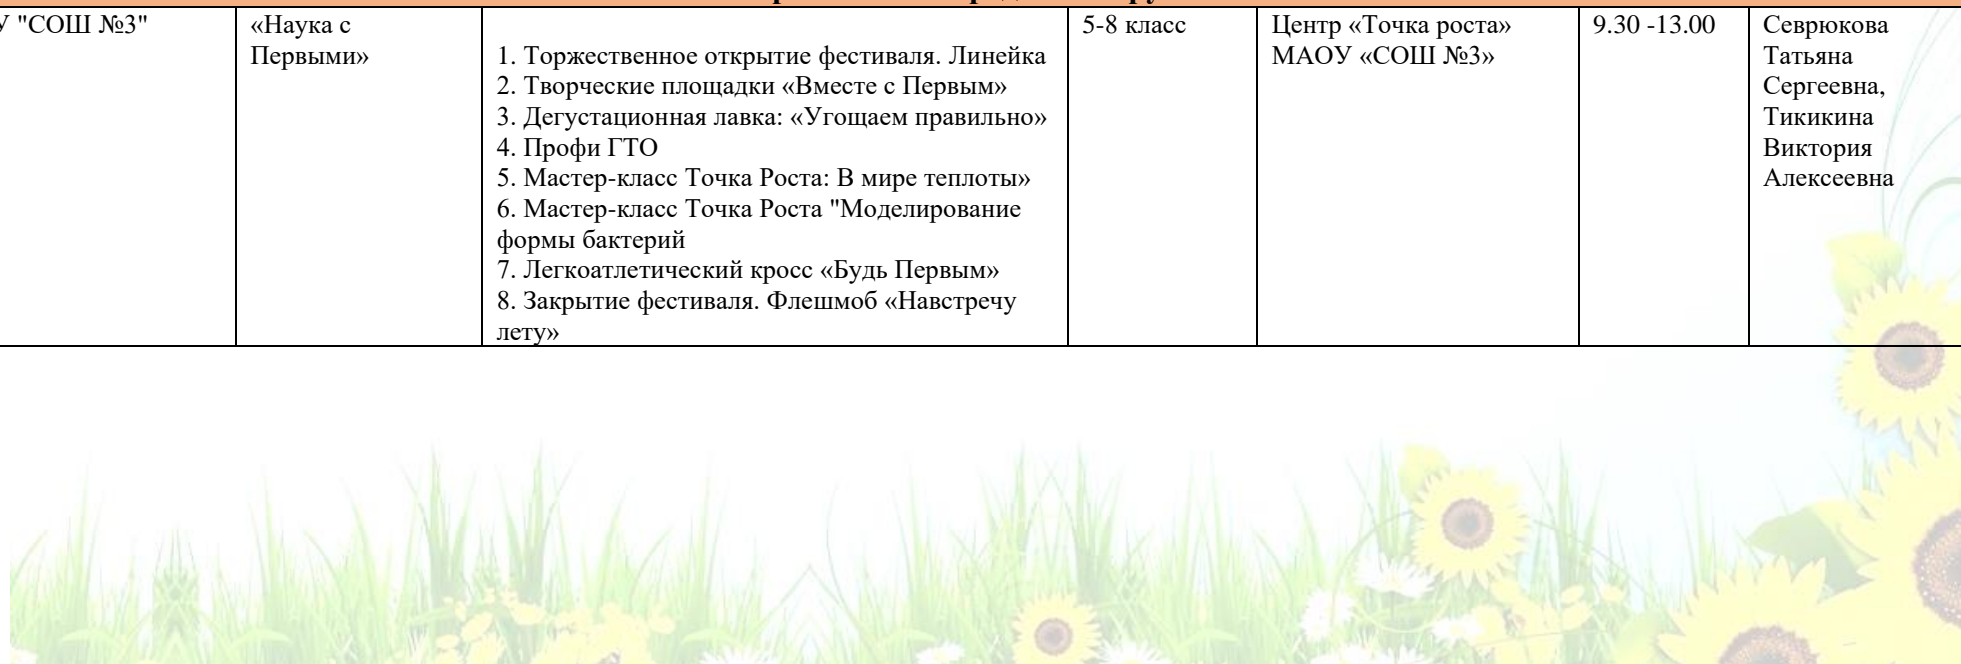 "СОШ №3"
«Наука с
Первыми»
1. Торжественное открытие фестиваля. Линейка
2. Творческие площадки «Вместе с Первым»
3. Дегустационная лавка: «Угощаем правильно»
4. Профи ГТО
5. Мастер-класс Точка Роста: В мире теплоты»
6. Мастер-класс Точка Роста "Моделирование
формы бактерий
7. Легкоатлетический кросс «Будь Первым»
8. Закрытие фестиваля. Флешмоб «Навстречу
лету»
5-8 класс
Центр «Точка роста»
МАОУ «СОШ №3»
9.30 -13.00
Севрюкова
Татьяна
Сергеевна,
Тикикина
Виктория
Алексеевна